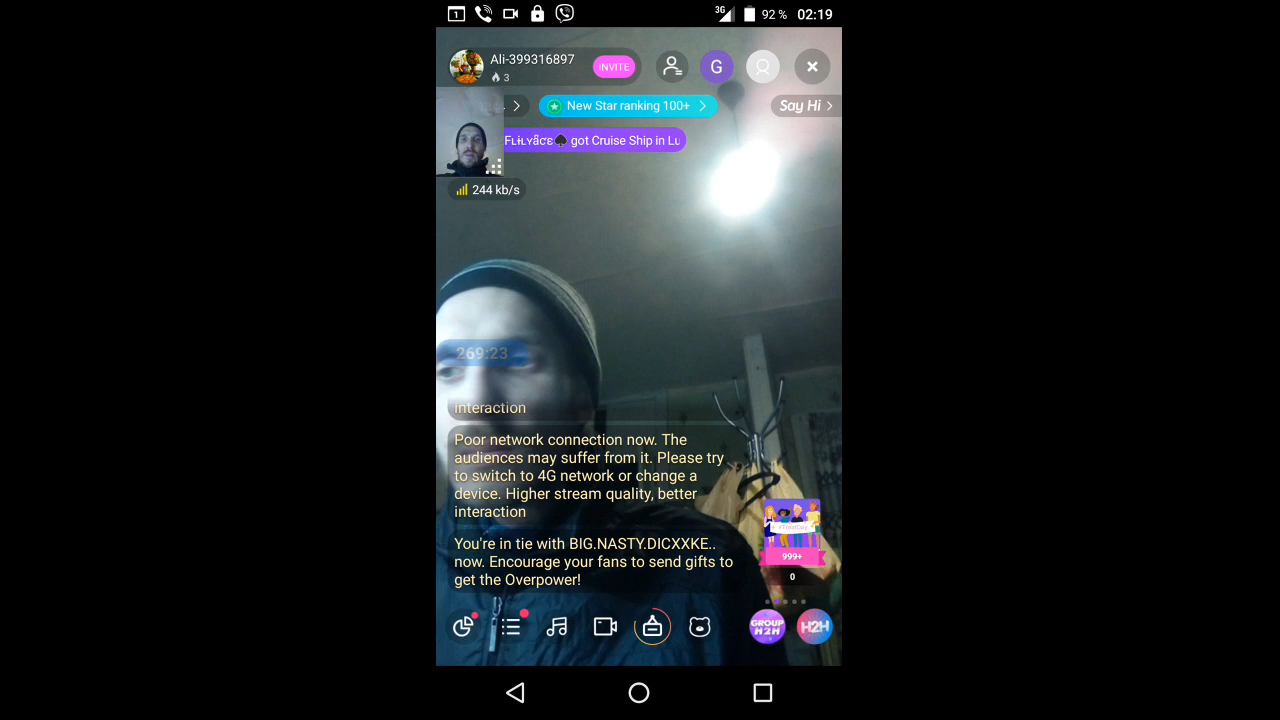 1
3G
92 % 02:19
Ali-399316897
3
INVITE
G
New Star ranking 100+
Say Hi
got Cruise Ship in Lu
244 kb/s
269:23
interaction
Poor network connection now. The
audiences may suffer from it. Please try
to switch to 4G network or change a
device. Higher stream quality, better
interaction
You're in tie with BIG.NASTY.DICXXKE..
now. Encourage your fans to send gifts to
get the Overpower!
999+
0
GROUP
H2H
H2H